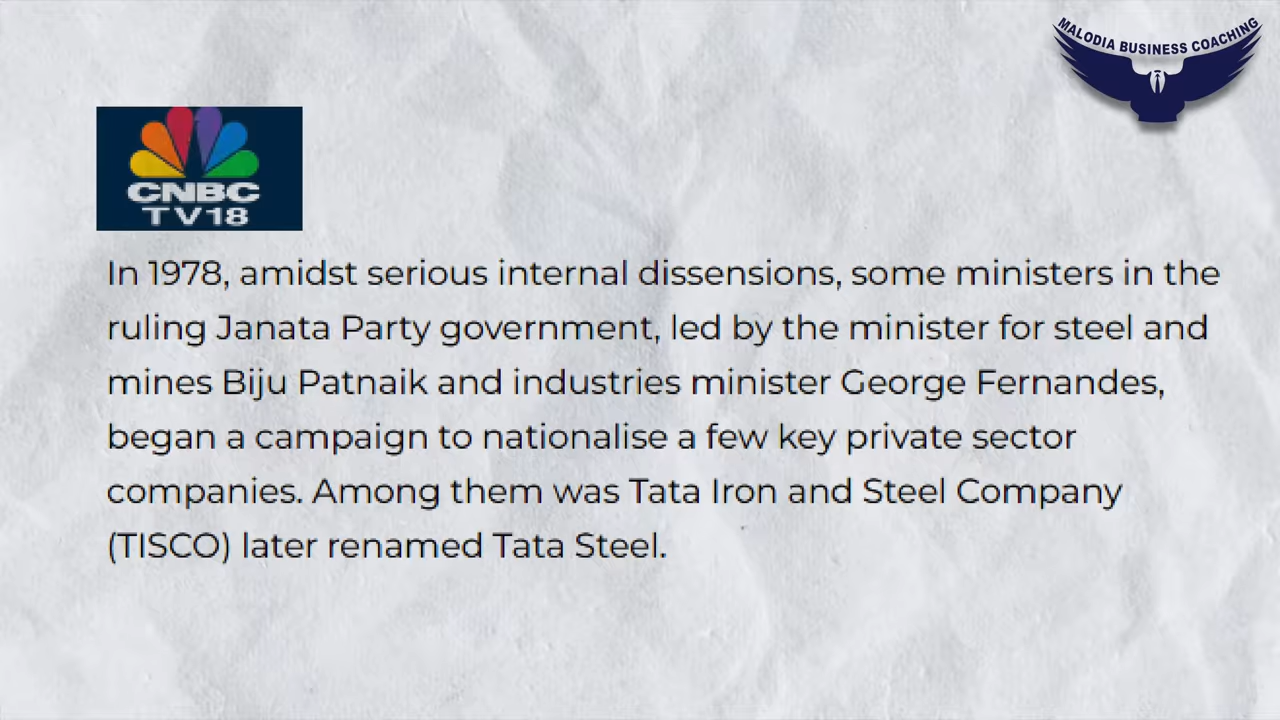 MALODIA BUSINESS COACHING
CNBC
TV18
In 1978, amidst serious internal dissensions, some ministers in the
ruling Janata Party government, led by the minister for steel and
mines Biju Patnaik and industries minister George Fernandes,
began a campaign to nationalise a few key private sector
companies. Among them was Tata Iron and Steel Company
(TISCO) later renamed Tata Steel.